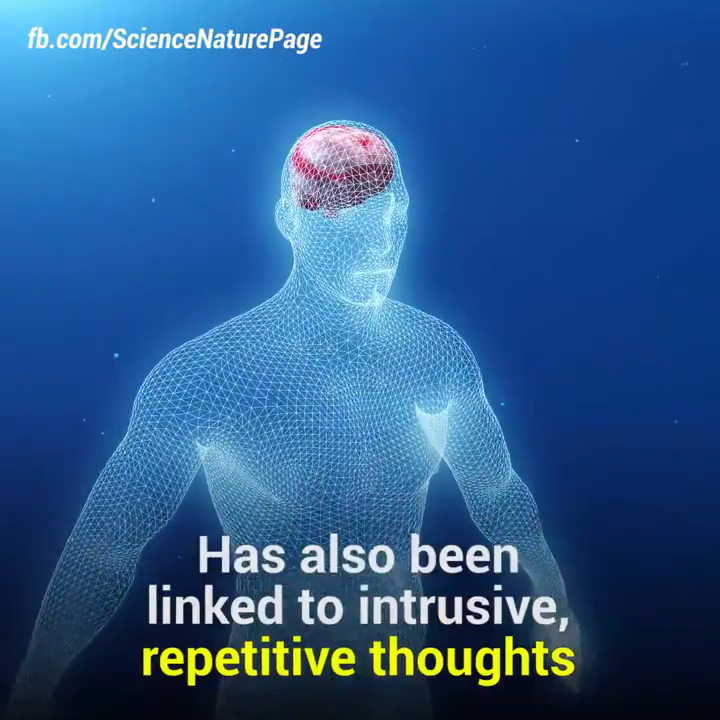 fb.com/ScienceNaturePage
Has also been
linked to intrusive,
repetitive thoughts